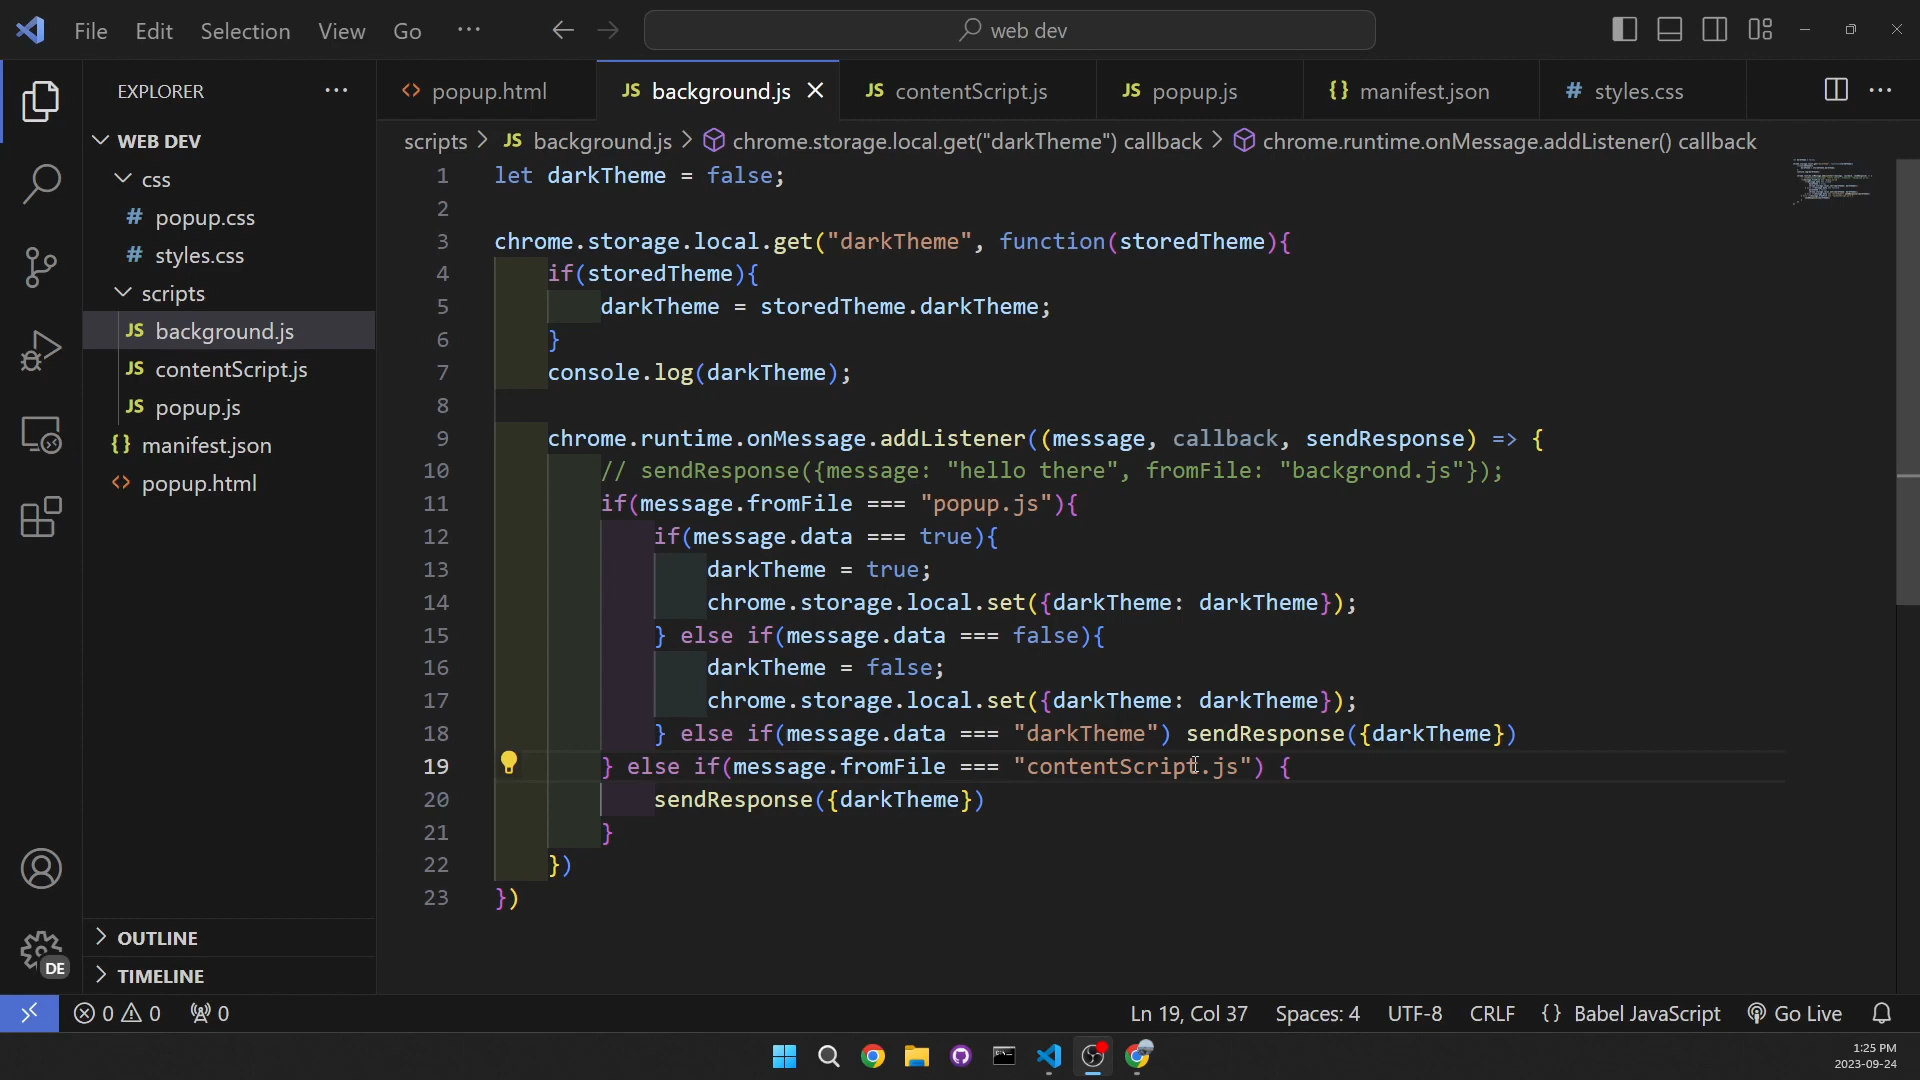 File Edit Selection View Go ··· web dev
EXPLORER ···
WEB DEV
css
# popup.css
# styles.css
scripts
JS background.js
JS contentScript.js
JS popup.js
{} manifest.json
<> popup.html
OUTLINE
TIMELINE
DE
<> popup.html JS background.js JS contentScript.js JS popup.js {} manifest.json # styles.css ···
scripts > JS background.js > chrome.storage.local.get("darkTheme") callback > chrome.runtime.onMessage.addListener() callback
1 let darkTheme = false;
2
3 chrome.storage.local.get("darkTheme", function(storedTheme){
4 if(storedTheme){
5 darkTheme = storedTheme.darkTheme;
6 }
7 console.log(darkTheme);
8
9 chrome.runtime.onMessage.addListener((message, callback, sendResponse) => {
10 // sendResponse({message: "hello there", fromFile: "backgrond.js"});
11 if(message.fromFile === "popup.js"){
12 if(message.data === true){
13 darkTheme = true;
14 chrome.storage.local.set({darkTheme: darkTheme});
15 } else if(message.data === false){
16 darkTheme = false;
17 chrome.storage.local.set({darkTheme: darkTheme});
18 } else if(message.data === "darkTheme") sendResponse({darkTheme})
19 } else if(message.fromFile === "contentScript.js") {
20 sendResponse({darkTheme})
21 }
22 })
23 })
0 0 0 Ln 19, Col 37 Spaces: 4 UTF-8 CRLF {} Babel JavaScript Go Live
1:25 PM
2023-09-24